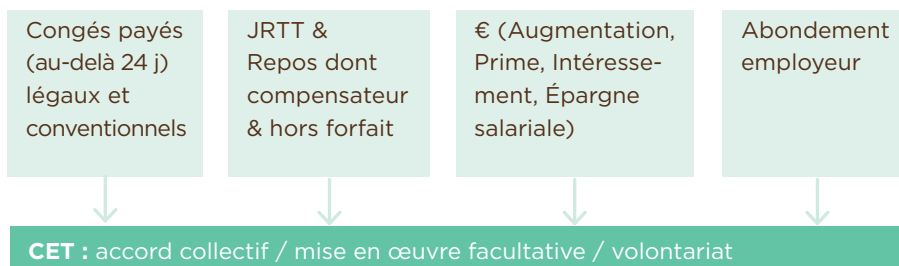 Congés payés
(au-delà 24 j)
légaux et
conventionnels
JRTT &
Repos dont
compensateur
& hors forfait
€ (Augmentation,
Prime, Intéresse-
ment, Épargne
salariale)
Abondement
employeur
CET : accord collectif / mise en œuvre facultative / volontariat